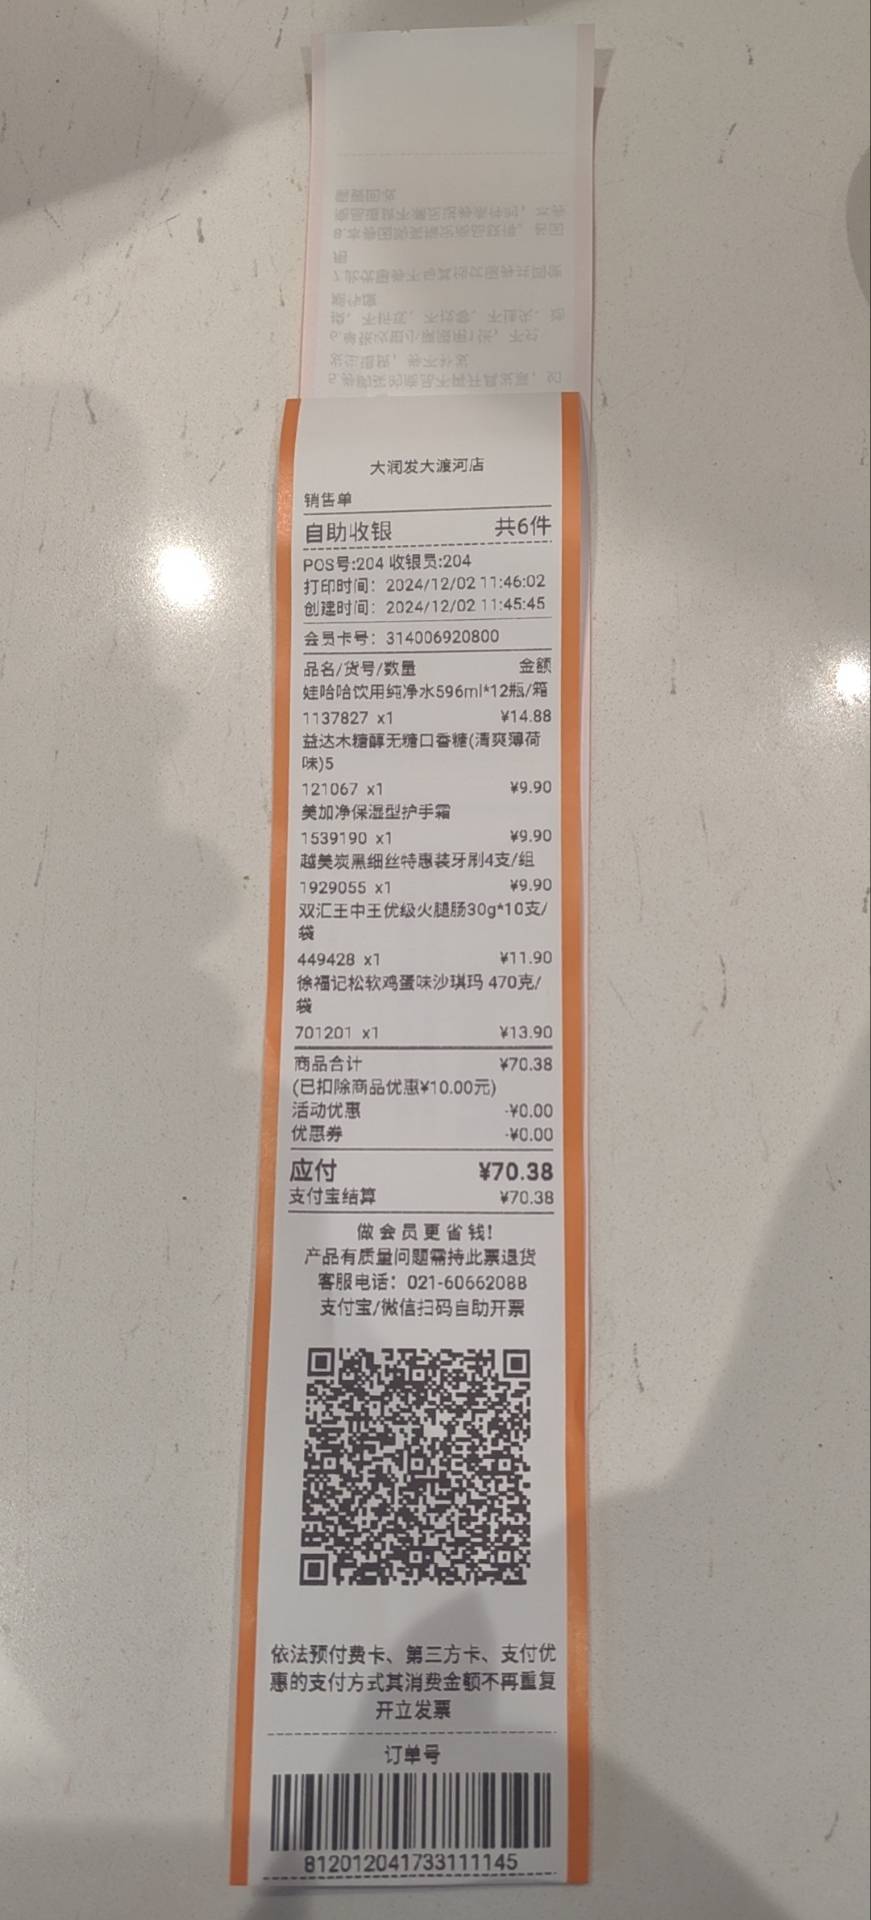 大润发大渡河店
销售单
自助收银 共6件
POS号:204 收银员:204
打印时间：2024/12/02 11:46:02
创建时间：2024/12/02 11:45:45
会员卡号：314006920800
品名/货号/数量 金额
娃哈哈饮用纯净水596ml*12瓶/箱
1137827 x1 ¥14.88
益达木糖醇无糖口香糖(清爽薄荷
味)5
121067 x1 ¥9.90
美加净保湿型护手霜
1539190 x1 ¥9.90
越美炭黑细丝特惠装牙刷4支/组
1929055 x1 ¥9.90
双汇王中王优级火腿肠30g*10支/
袋
449428 x1 ¥11.90
徐福记松软鸡蛋味沙琪玛 470克/
袋
701201 x1 ¥13.90
商品合计 ¥70.38
(已扣除商品优惠¥10.00元)
活动优惠 -¥0.00
优惠券 -¥0.00
应付 ¥70.38
支付宝结算 ¥70.38
做会员更省钱!
产品有质量问题需持此票退货
客服电话：021-60662088
支付宝/微信扫码自助开票
依法预付费卡、第三方卡、支付优
惠的支付方式其消费金额不再重复
开立发票
订单号
812012041733111145